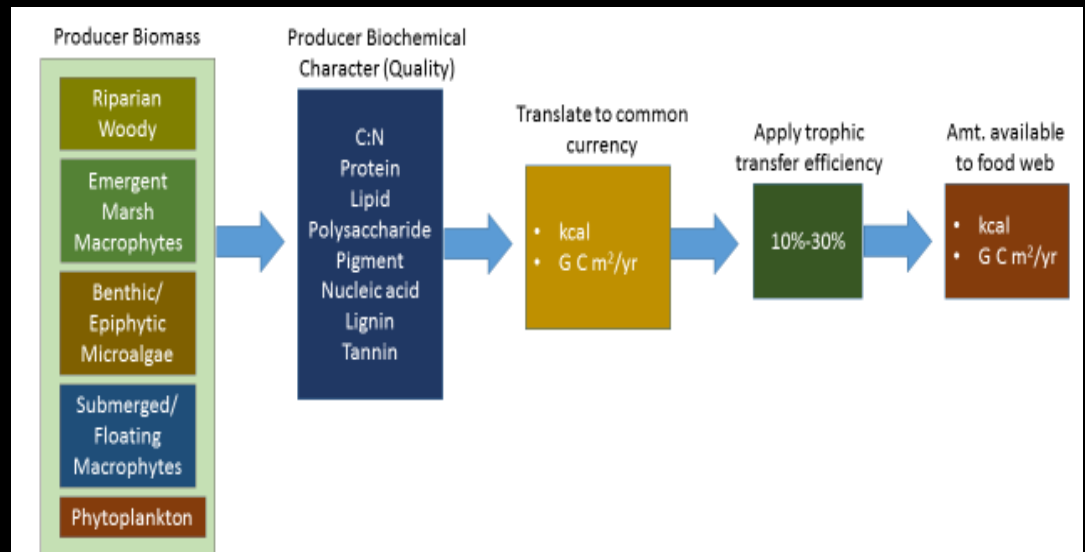 Producer Biomass
Riparian
Woody
Emergent
Marsh
Macrophytes
Benthic/
Epiphytic
Microalgae
Submerged/
Floating
Macrophytes
Phytoplankton
Producer Biochemical
Character (Quality)
C:N
Protein
Lipid
Polysaccharide
Pigment
Nucleic acid
Lignin
Tannin
Translate to common
currency
• kcal
• G C m²/yr
Apply trophic
transfer efficiency
10%-30%
Amt. available
to food web
• kcal
• G C m²/yr